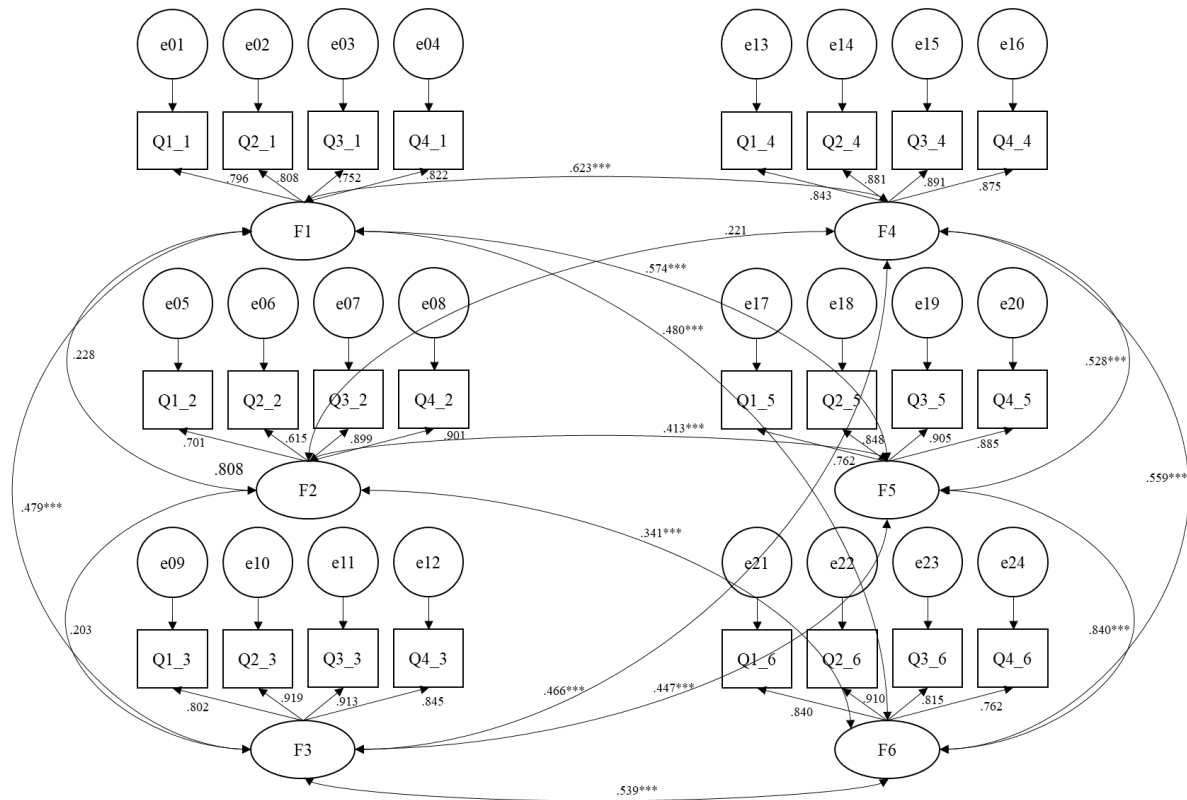 e01 e02 e03 e04 e13 e14 e15 e16
Q1_1 Q2_1 Q3_1 Q4_1 Q1_4 Q2_4 Q3_4 Q4_4
.796 .808 .752 .822 .623*** .843 .881 .891 .875
F1 .221 F4
.574***
e05 e06 e07 e08 e17 e18 e19 e20
.480***
.228 .528***
Q1_2 Q2_2 Q3_2 Q4_2 Q1_5 Q2_5 Q3_5 Q4_5
.701 .615 .899 .901 .413*** .762 .848 .905 .885
.808
F2 F5
.479*** .559***
.341***
e09 e10 e11 e12 e21 e22 e23 e24
.203 .840***
Q1_3 Q2_3 Q3_3 Q4_3 Q1_6 Q2_6 Q3_6 Q4_6
.802 .919 .913 .845 .466*** .447*** .840 .910 .815 .762
F3 F6
.539***